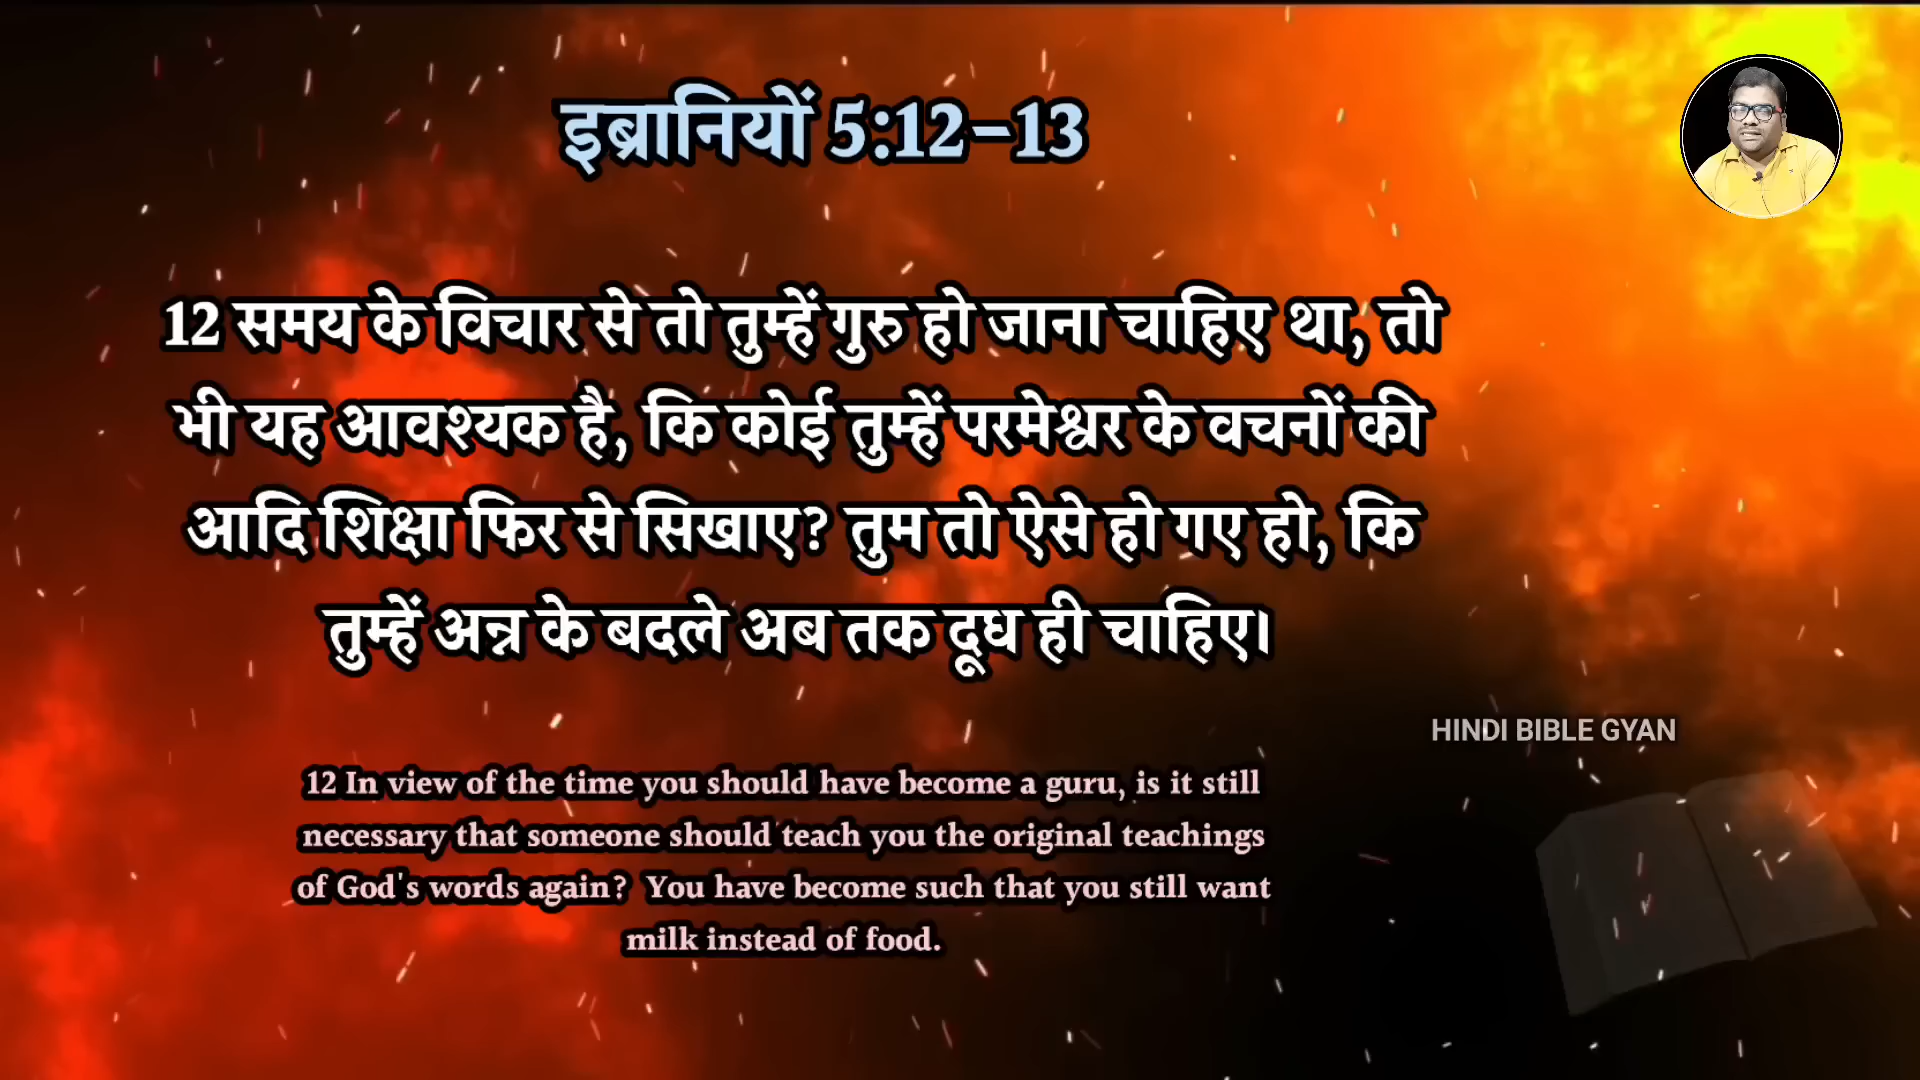 इब्रानियों 5:12–13
12 समय के विचार से तो तुम्हें गुरु हो जाना चाहिए था, तो
भी यह आवश्यक है, कि कोई तुम्हें परमेश्वर के वचनों की
आदि शिक्षा फिर से सिखाए? तुम तो ऐसे हो गए हो, कि
तुम्हें अन्न के बदले अब तक दूध ही चाहिए।
HINDI BIBLE GYAN
12 In view of the time you should have become a guru, is it still
necessary that someone should teach you the original teachings
of God's words again? You have become such that you still want
milk instead of food.